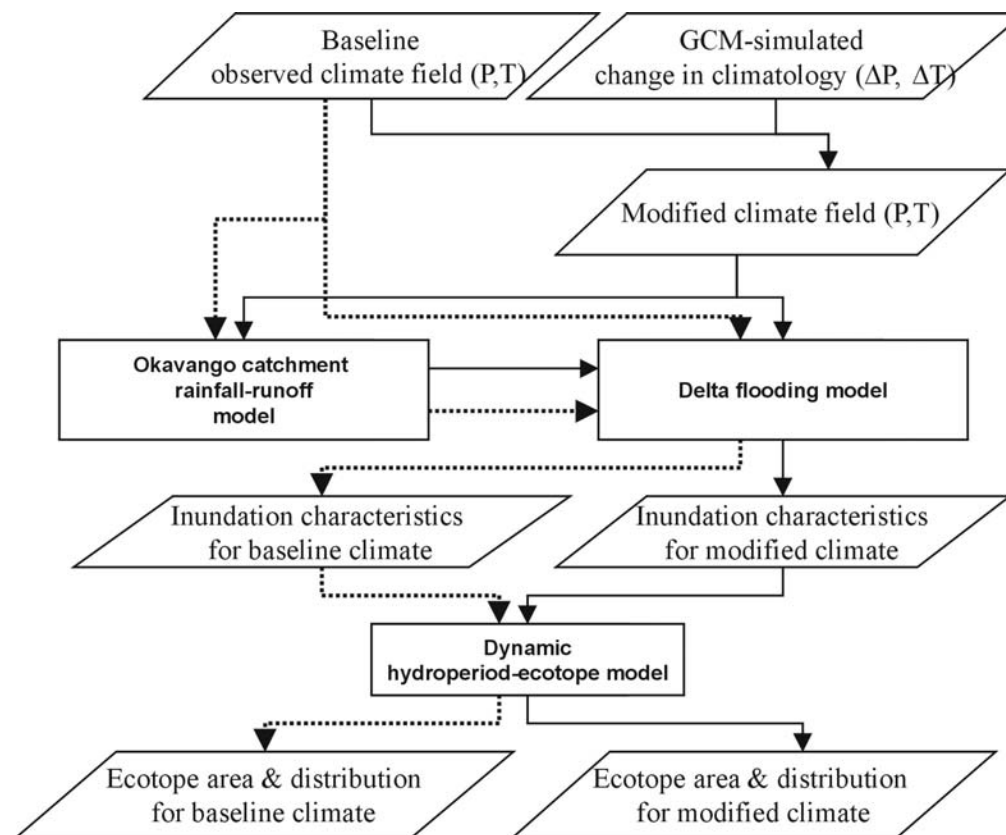 Baseline
observed climate field (P,T)
GCM-simulated
change in climatology (ΔP, ΔT)
Modified climate field (P,T)
Okavango catchment
rainfall-runoff
model
Delta flooding model
Inundation characteristics
for baseline climate
Inundation characteristics
for modified climate
Dynamic
hydroperiod-ecotope model
Ecotope area & distribution
for baseline climate
Ecotope area & distribution
for modified climate